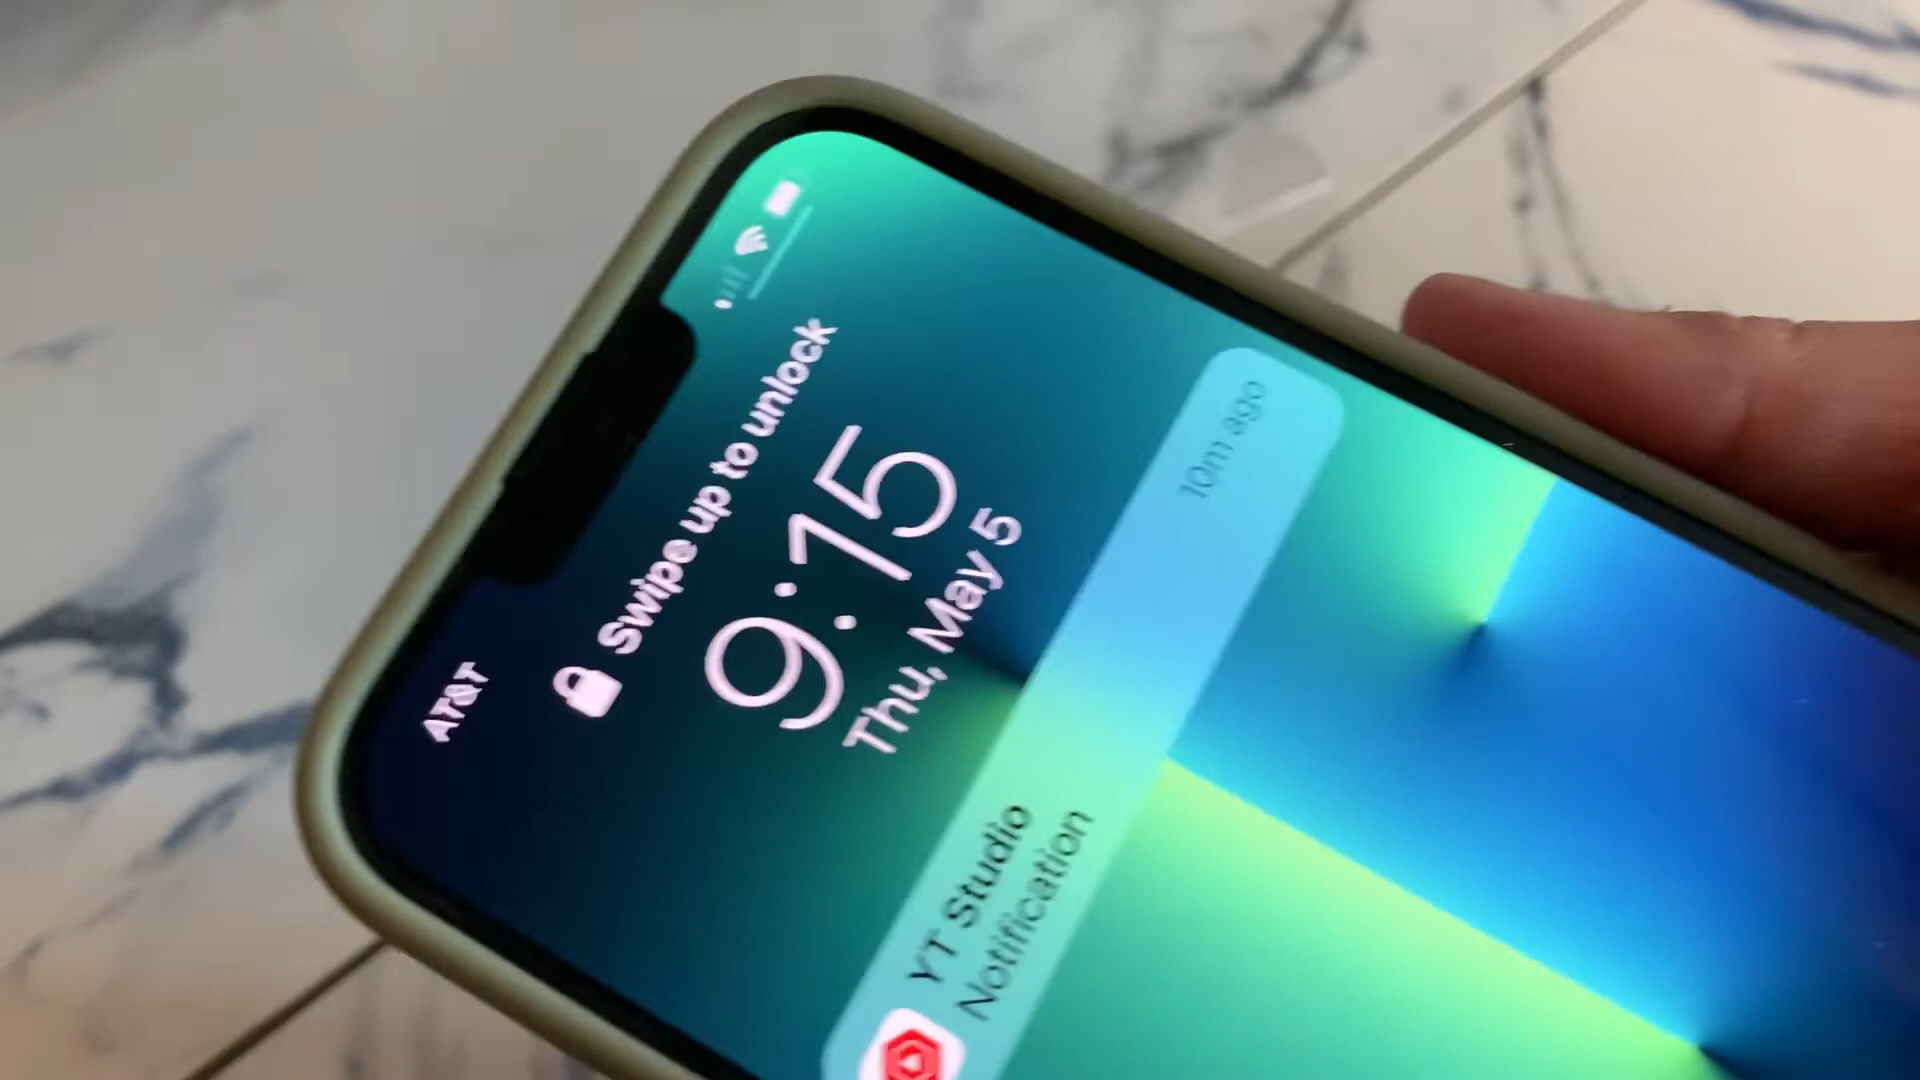 AT&T
Swipe up to unlock
9:15
Thu, May 5
YT Studio
10m ago
Notification